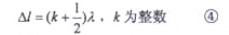 Δl = (k+1/2)λ，k 为整数 ④